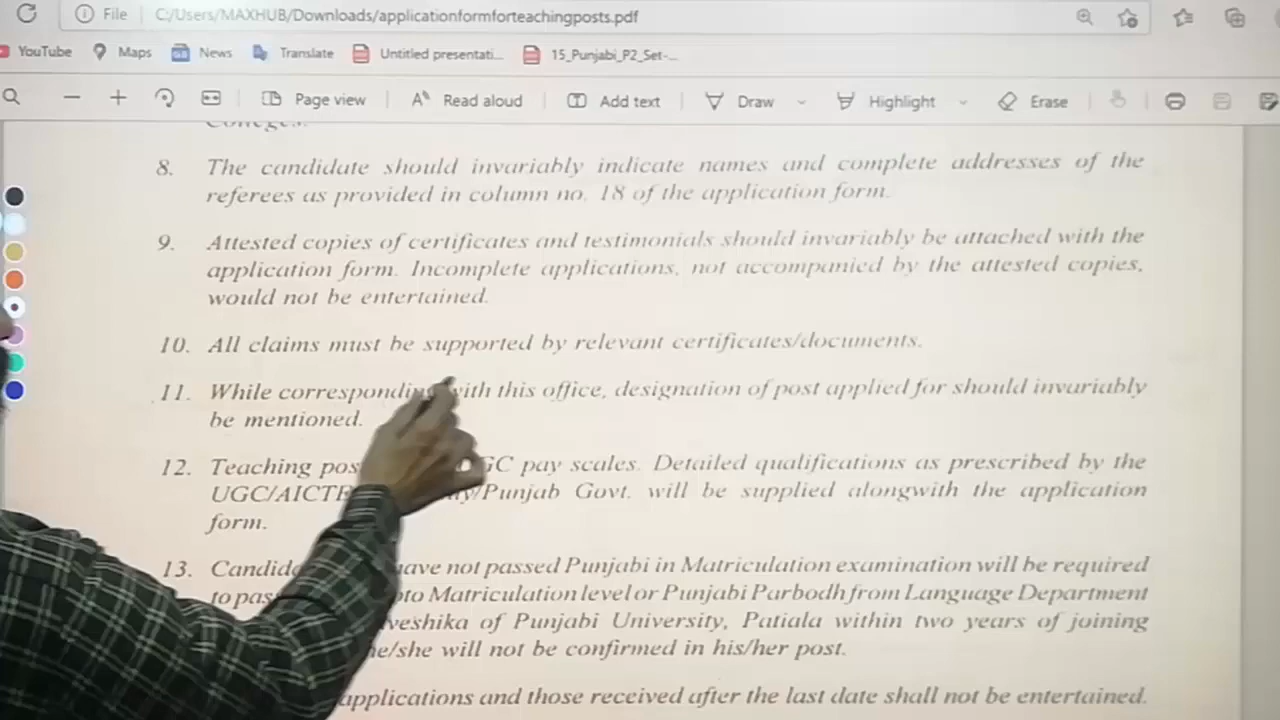 File C:/Users/MAXHUB/Downloads/applicationformforteachingposts.pdf
YouTube Maps News Translate Untitled presentati... 15_Punjabi_P2_Set-...
Page view Read aloud Add text Draw Highlight Erase
Colleges.
8. The candidate should invariably indicate names and complete addresses of the
referees as provided in column no. 18 of the application form.
9. Attested copies of certificates and testimonials should invariably be attached with the
application form. Incomplete applications, not accompanied by the attested copies,
would not be entertained.
10. All claims must be supported by relevant certificates/documents.
11. While corresponding with this office, designation of post applied for should invariably
be mentioned.
12. Teaching pos GC pay scales. Detailed qualifications as prescribed by the
UGC/AICTE /Punjab Govt. will be supplied alongwith the application
form.
13. Candida have not passed Punjabi in Matriculation examination will be required
to pass pto Matriculation level or Punjabi Parbodh from Language Department
veshika of Punjabi University, Patiala within two years of joining
he/she will not be confirmed in his/her post.
applications and those received after the last date shall not be entertained.